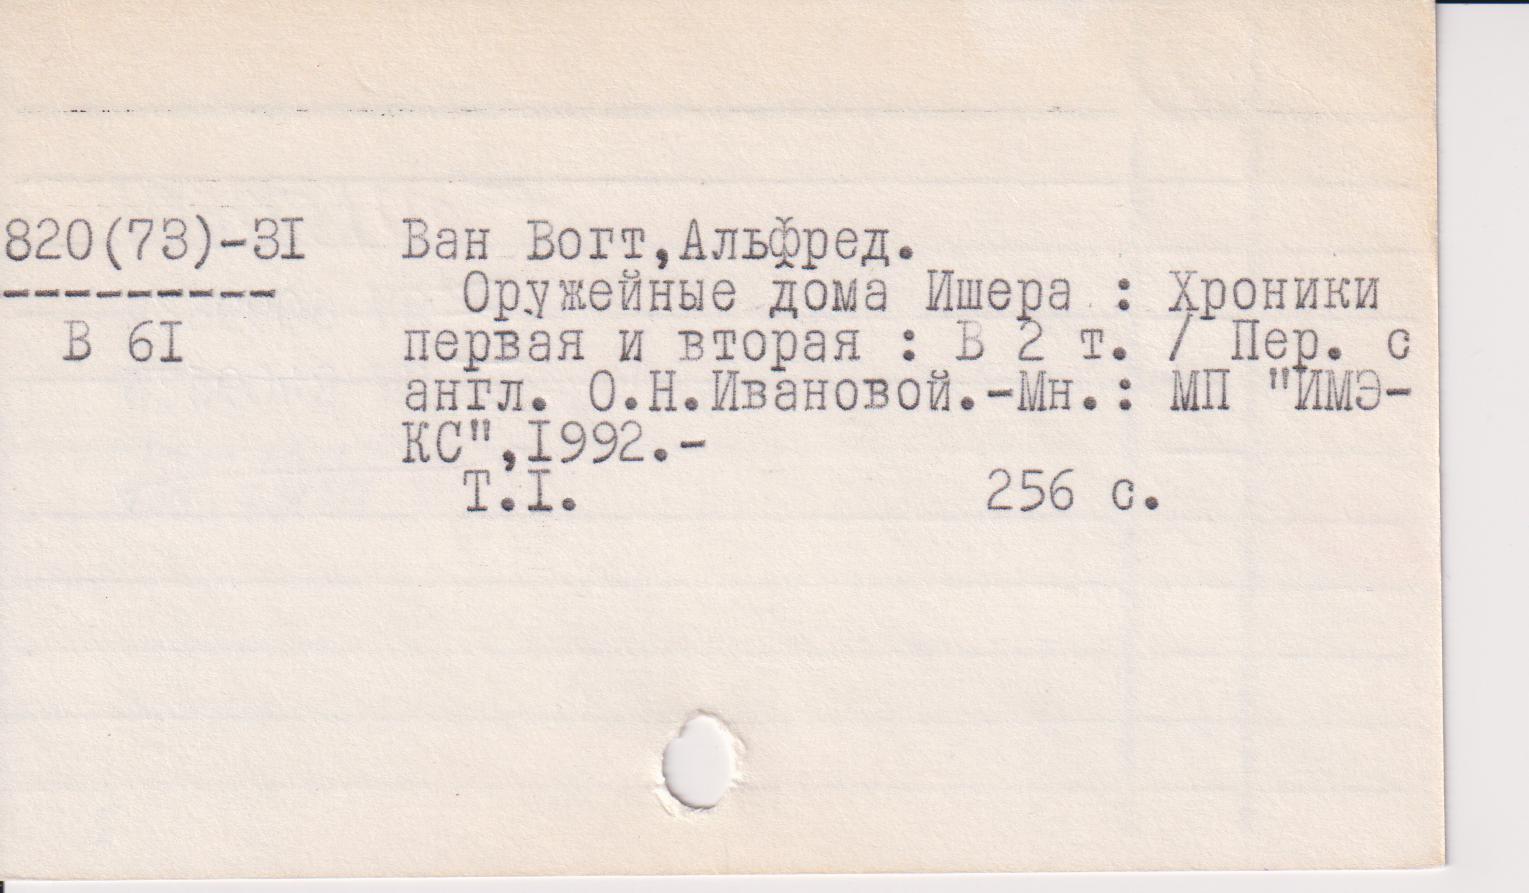 820(73)-3I Ван Вогт,Альфред.
--------- Оружейные дома Ишера : Хроники
В 6I первая и вторая : В 2 т. / Пер. с
англ. О.Н.Ивановой.-Мн.: МП "ИМЭ-
КС",I992.-
Т.I. 256 с.